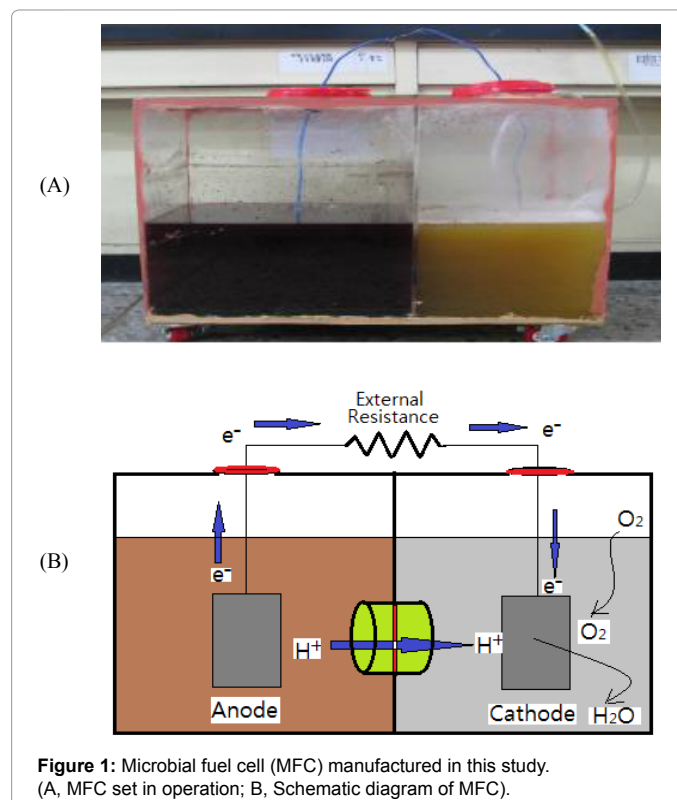 (A)
External
Resistance
e⁻
e⁻
(B)
O₂
e⁻
e⁻
O₂
H⁺
H⁺
Anode
Cathode
H₂O
Figure 1: Microbial fuel cell (MFC) manufactured in this study.
(A, MFC set in operation; B, Schematic diagram of MFC).